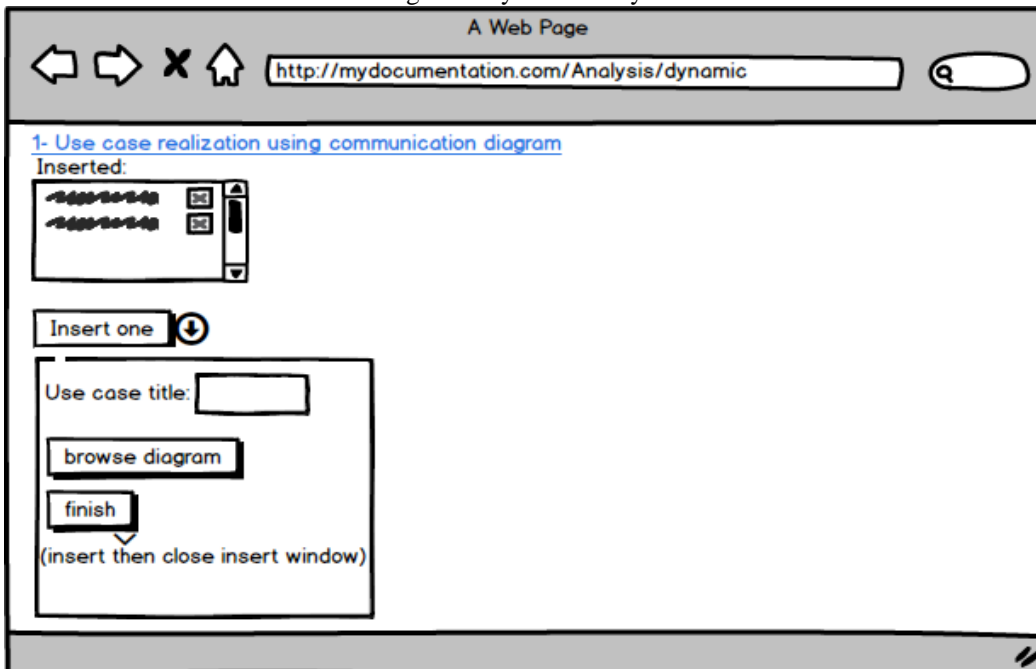 A Web Page
http://mydocumentation.com/Analysis/dynamic
1- Use case realization using communication diagram
Inserted:
Insert one
Use case title:
browse diagram
finish
(insert then close insert window)